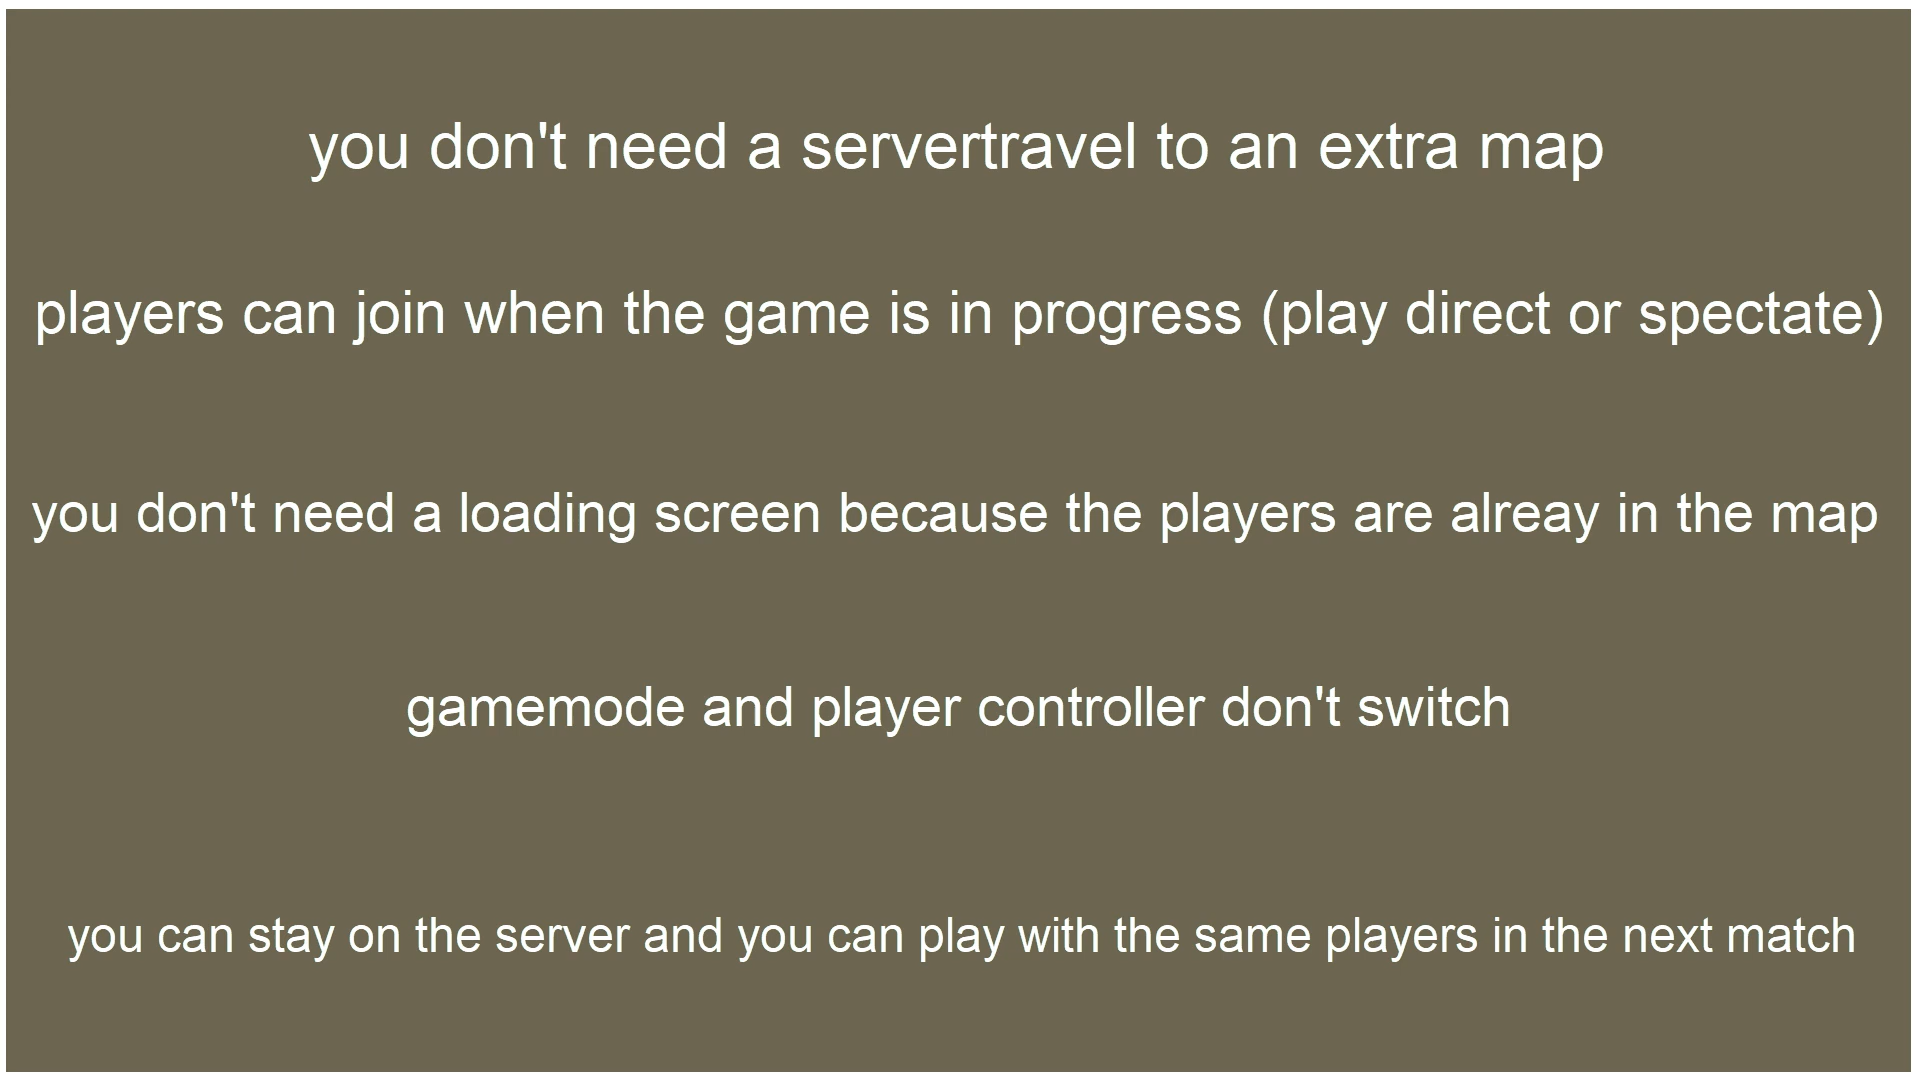 you don't need a servertravel to an extra map
players can join when the game is in progress (play direct or spectate)
you don't need a loading screen because the players are alreay in the map
gamemode and player controller don't switch
you can stay on the server and you can play with the same players in the next match